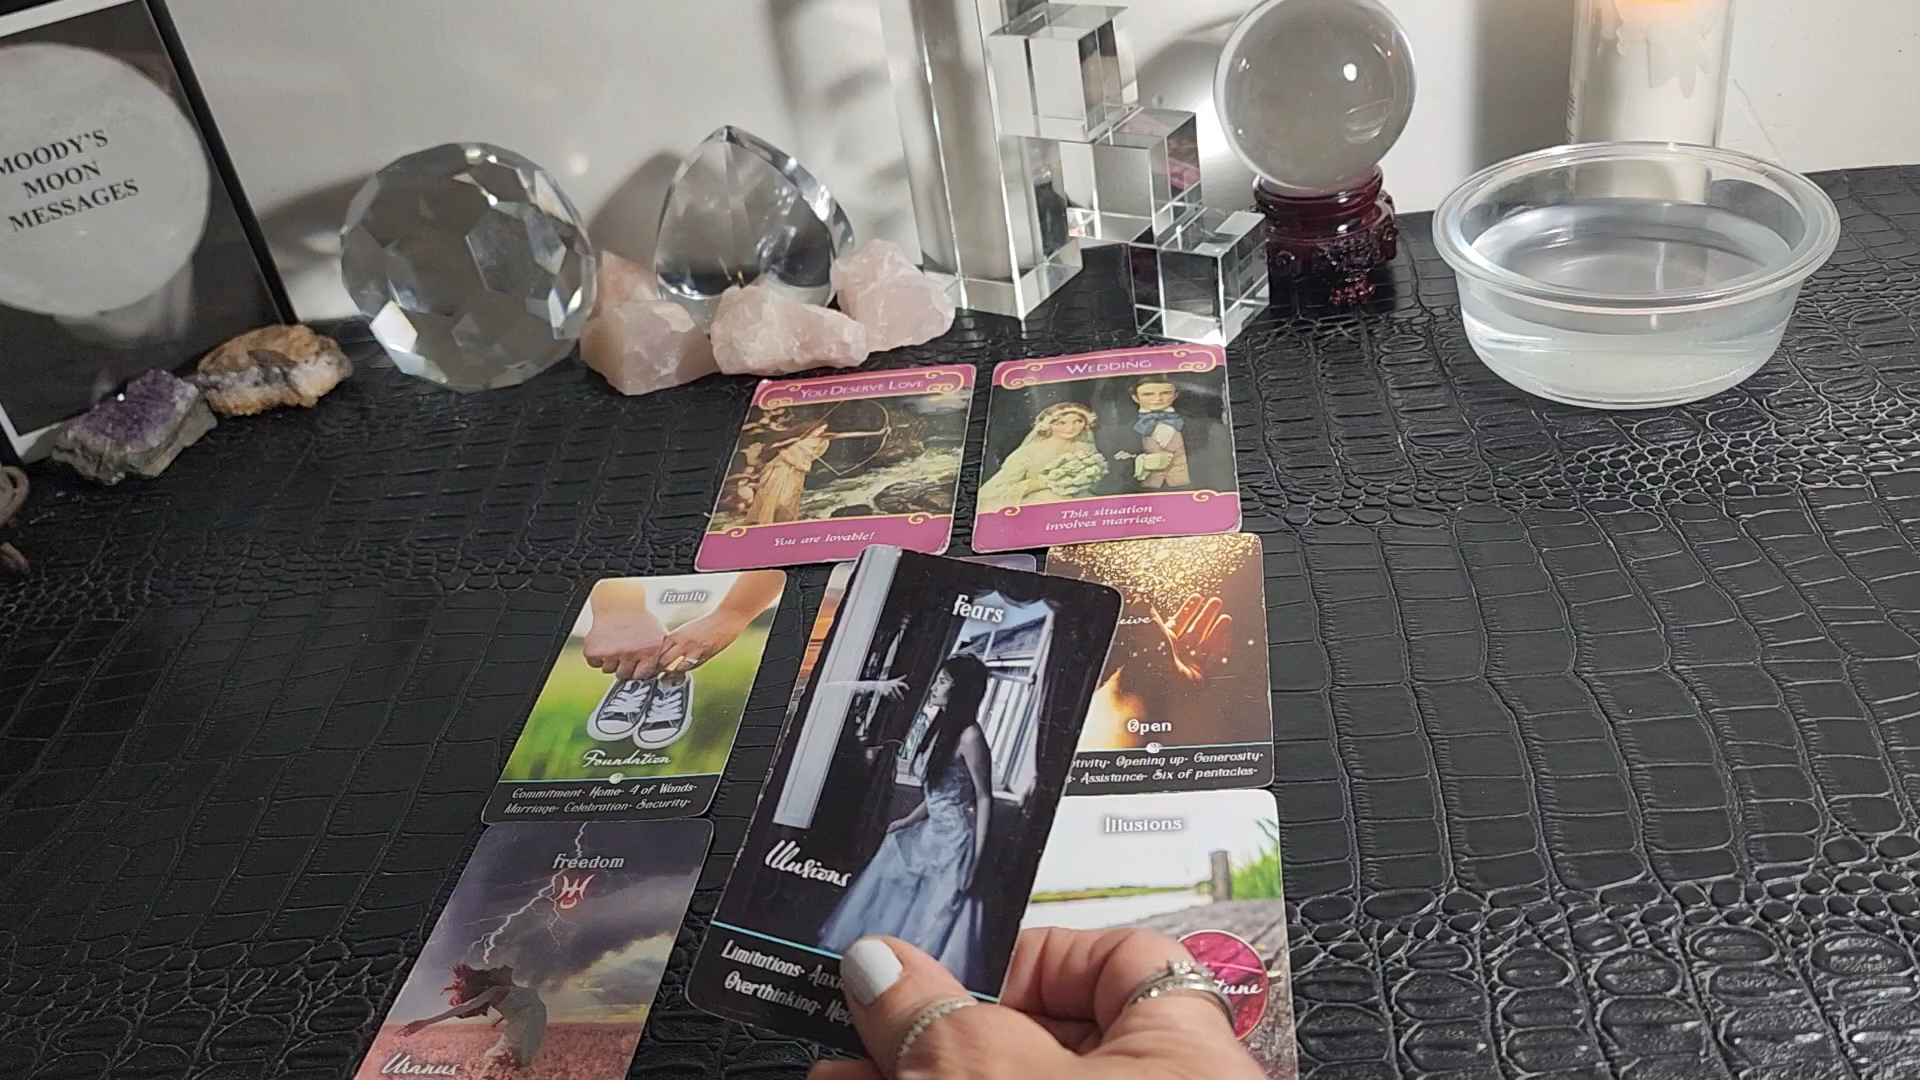 MOODY'S
MOON
MESSAGES
YOU DESERVE LOVE
You are lovable!
WEDDING
This situation
involves marriage.
Family
Foundation
Commitment· Home· 4 of Wands·
Marriage· Celebration· Security·
Fears
Illusions
Limitations·
Overthinking·
Open
Opening up· Generosity·
Assistance· Six of pentacles·
Freedom
Uranus
Illusions